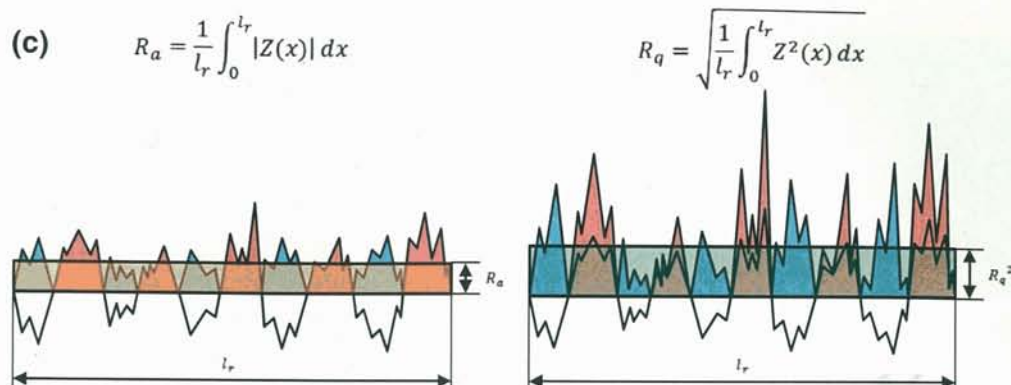 (c)
R_a = \frac{1}{l_r} \int_0^{l_r} |Z(x)| dx
R_q = \sqrt{\frac{1}{l_r} \int_0^{l_r} Z^2(x) dx}
R_a
R_q^2
l_r
l_r